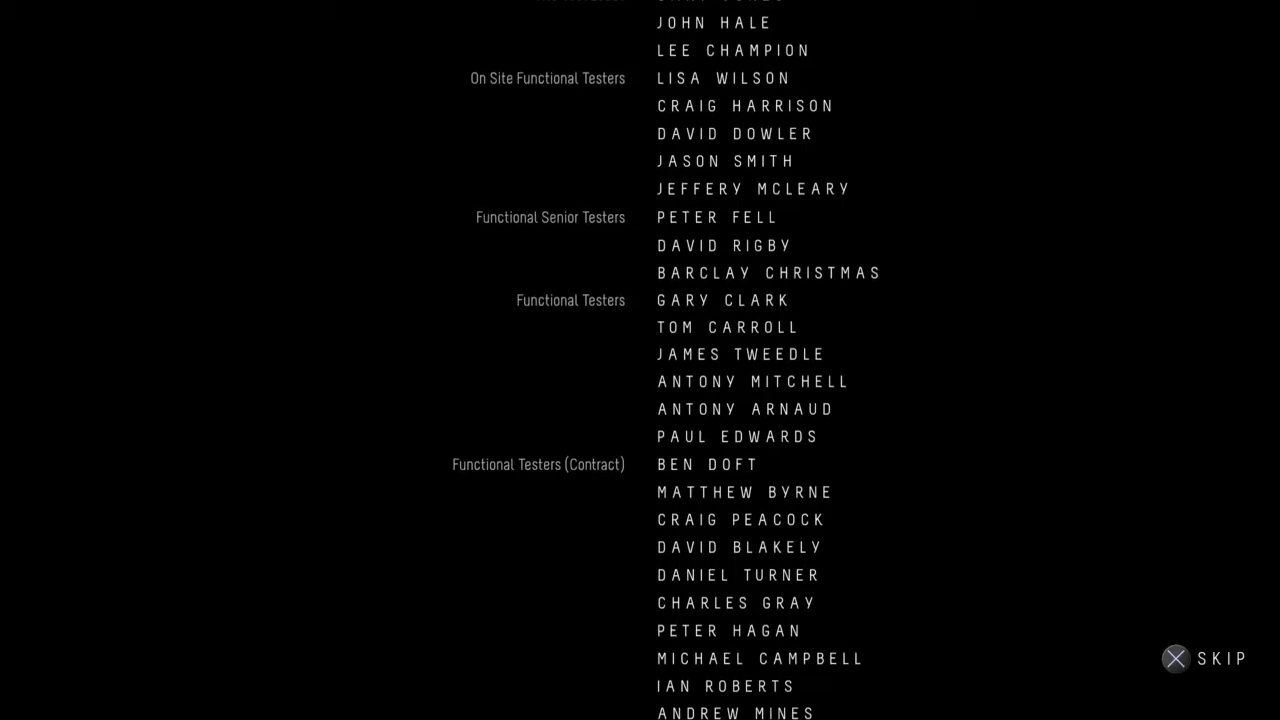 JOHN HALE
LEE CHAMPION
On Site Functional Testers LISA WILSON
CRAIG HARRISON
DAVID DOWLER
JASON SMITH
JEFFERY MCLEARY
Functional Senior Testers PETER FELL
DAVID RIGBY
BARCLAY CHRISTMAS
Functional Testers GARY CLARK
TOM CARROLL
JAMES TWEEDLE
ANTONY MITCHELL
ANTONY ARNAUD
PAUL EDWARDS
Functional Testers (Contract) BEN DOFT
MATTHEW BYRNE
CRAIG PEACOCK
DAVID BLAKELY
DANIEL TURNER
CHARLES GRAY
PETER HAGAN
MICHAEL CAMPBELL
SKIP
IAN ROBERTS
ANDREW MINES